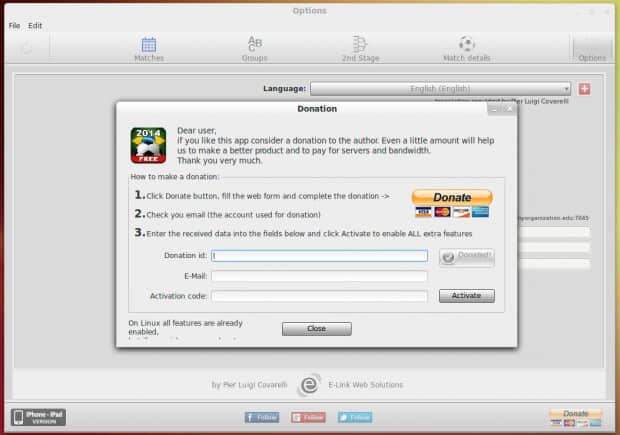 Options
File Edit
Matches
Groups
2nd Stage
Match details
Options
Language:
English (English)
Pier Luigi Covarelli
Donation
2014
FREE
Dear user,
if you like this app consider a donation to the author. Even a little amount will help
us to make a better product and to pay for servers and bandwidth.
Thank you very much.
How to make a donation:
1. Click Donate button, fill the web form and complete the donation ->
Donate
VISA
2. Check you email (the account used for donation)
3. Enter the received data into the fields below and click Activate to enable ALL extra features
Donation id:
Donated!
E-Mail:
Activation code:
Activate
On Linux all features are already
enabled,
Close
by Pier Luigi Covarelli
E-Link Web Solutions
iPhone - iPad
VERSION
Follow
Follow
Follow
Donate